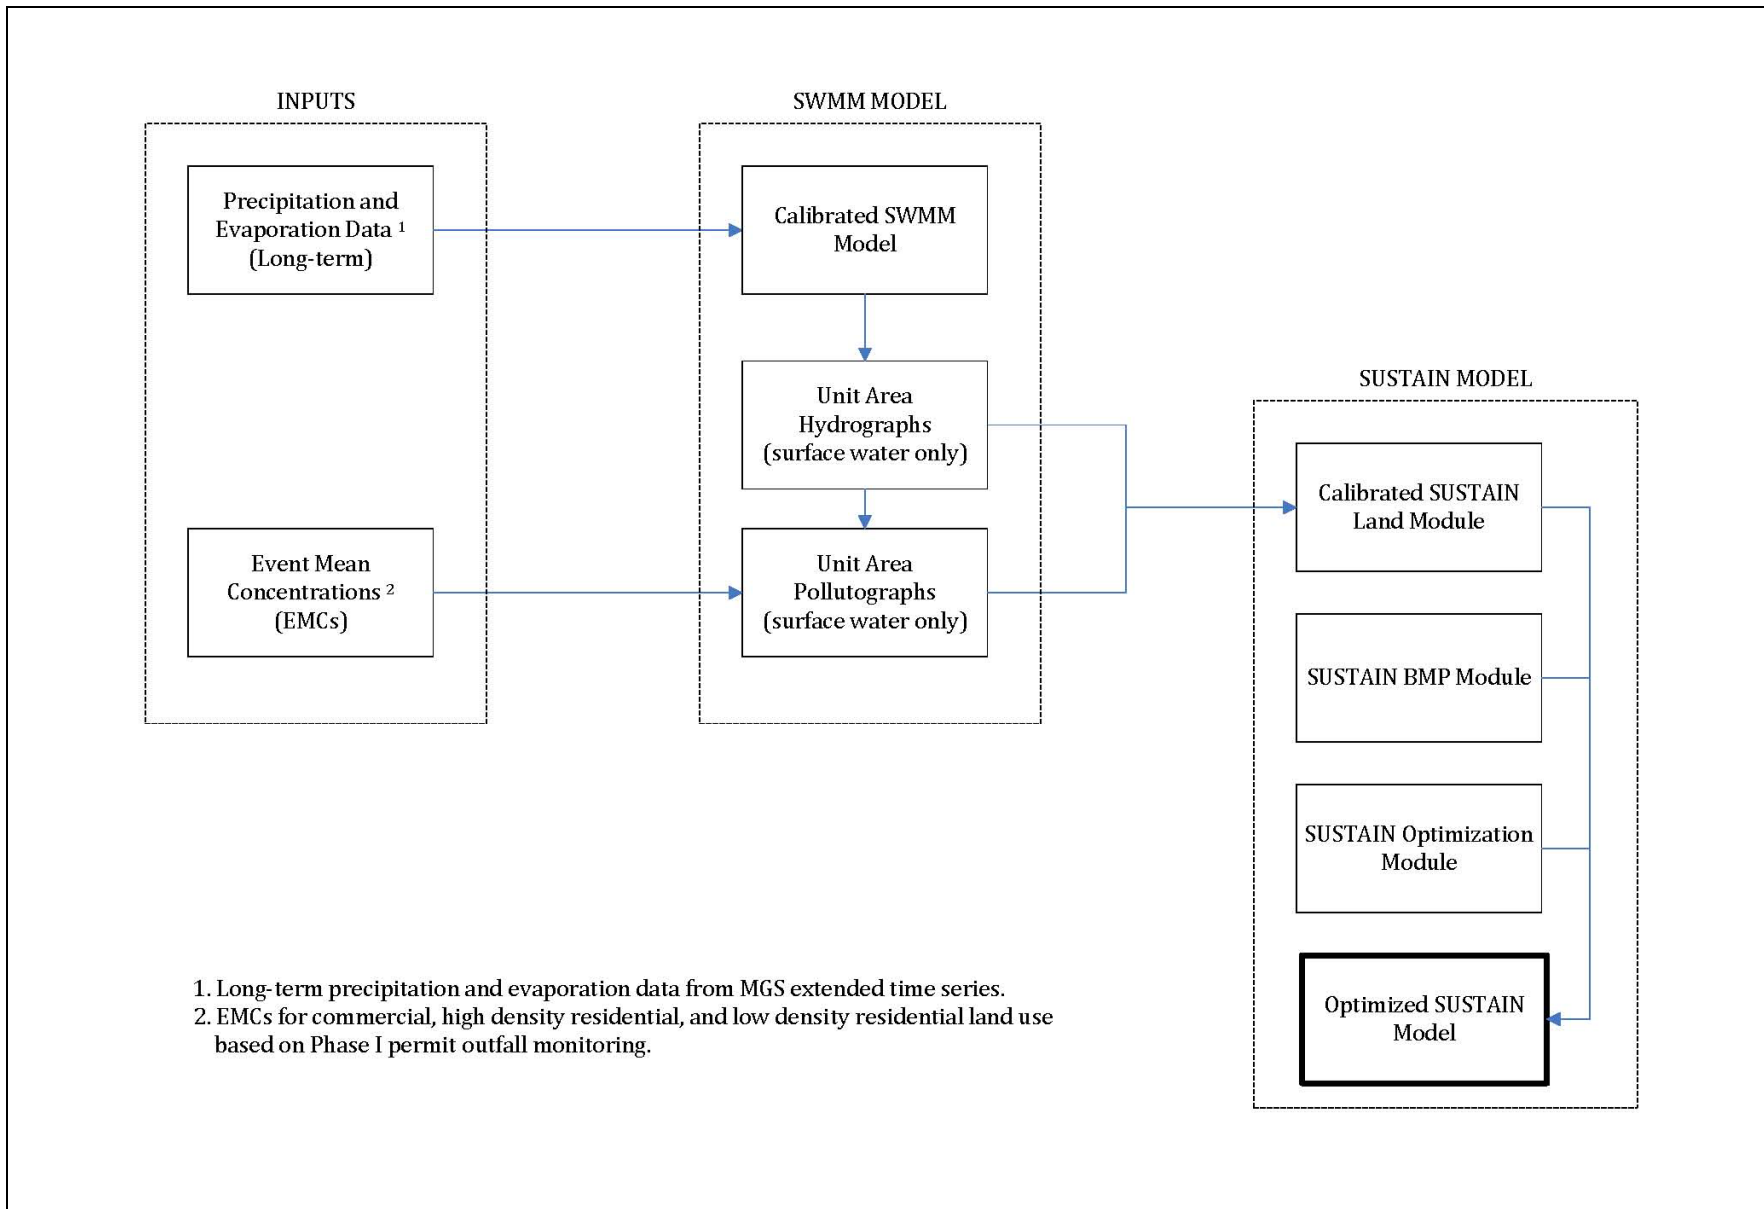 INPUTS
Precipitation and
Evaporation Data 1
(Long-term)
Event Mean
Concentrations 2
(EMCs)
SWMM MODEL
Calibrated SWMM
Model
Unit Area
Hydrographs
(surface water only)
Unit Area
Pollutographs
(surface water only)
SUSTAIN MODEL
Calibrated SUSTAIN
Land Module
SUSTAIN BMP Module
SUSTAIN Optimization
Module
Optimized SUSTAIN
Model
1. Long-term precipitation and evaporation data from MGS extended time series.
2. EMCs for commercial, high density residential, and low density residential land use
based on Phase I permit outfall monitoring.